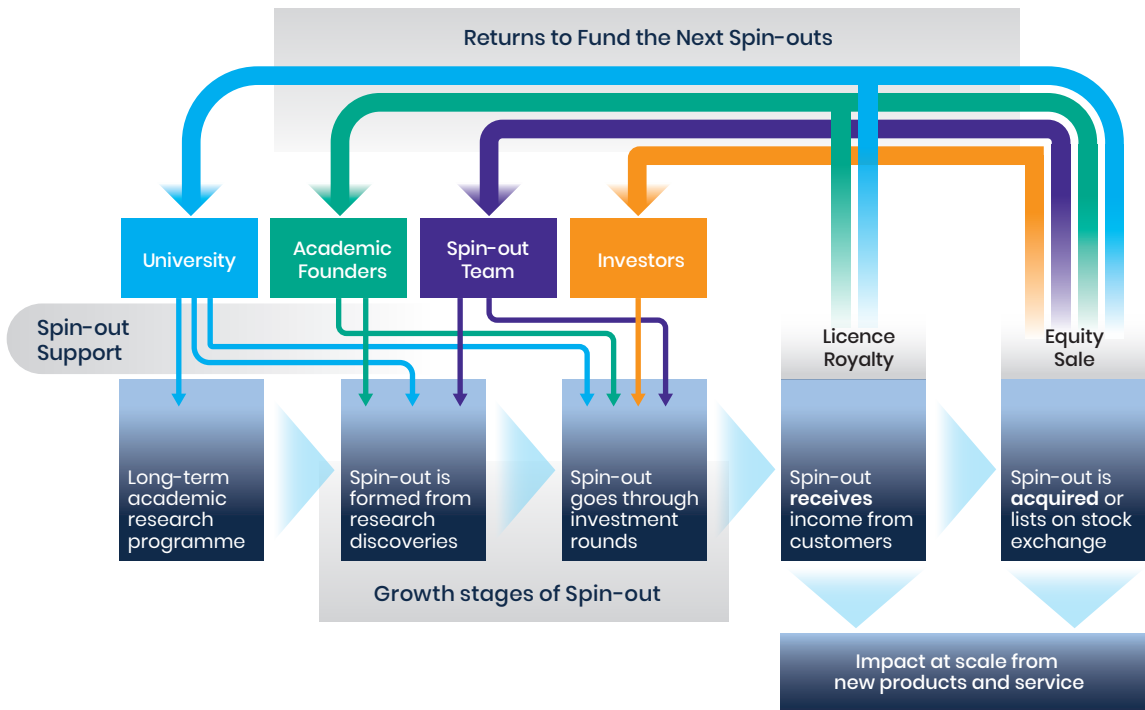 Returns to Fund the Next Spin-outs
University
Academic
Founders
Spin-out
Team
Investors
Spin-out
Support
Licence
Royalty
Equity
Sale
Long-term
academic
research
programme
Spin-out is
formed from
research
discoveries
Spin-out
goes through
investment
rounds
Spin-out
receives
income from
customers
Spin-out is
acquired or
lists on stock
exchange
Growth stages of Spin-out
Impact at scale from
new products and service